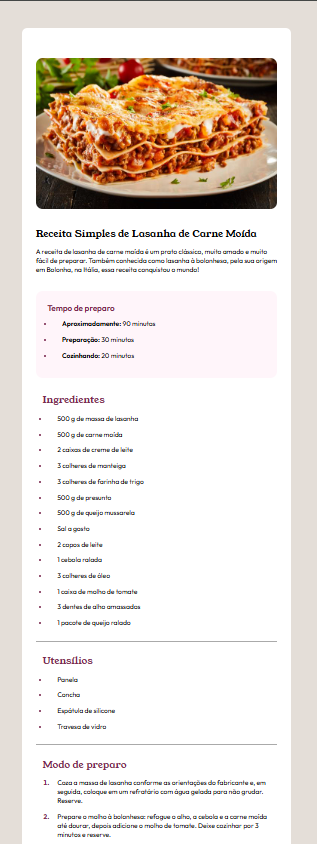 Receita Simples de Lasanha de Carne Moída
A receita de lasanha de carne moída é um prato clássico, muito amado e muito
fácil de preparar. Também conhecida como lasanha à bolonhesa, pela sua origem
em Bolonha, na Itália, essa receita conquistou o mundo!
Tempo de preparo
• Aproximadamente: 90 minutos
• Preparação: 30 minutos
• Cozinhando: 20 minutos
Ingredientes
• 500 g de massa de lasanha
• 500 g de carne moída
• 2 caixas de creme de leite
• 3 colheres de manteiga
• 3 colheres de farinha de trigo
• 500 g de presunto
• 500 g de queijo mussarela
• Sal a gosto
• 2 copos de leite
• 1 cebola ralada
• 3 colheres de óleo
• 1 caixa de molho de tomate
• 3 dentes de alho amassados
• 1 pacote de queijo ralado
Utensílios
• Panela
• Concha
• Espátula de silicone
• Travessa de vidro
Modo de preparo
1. Coza a massa de lasanha conforme as orientações do fabricante e, em
seguida, coloque em um refratário com água gelada para não grudar.
Reserve.
2. Prepare o molho à bolonhesa: refogue o alho, a cebola e a carne moída
até dourar, depois adicione o molho de tomate. Deixe cozinhar por 3
minutos e reserve.